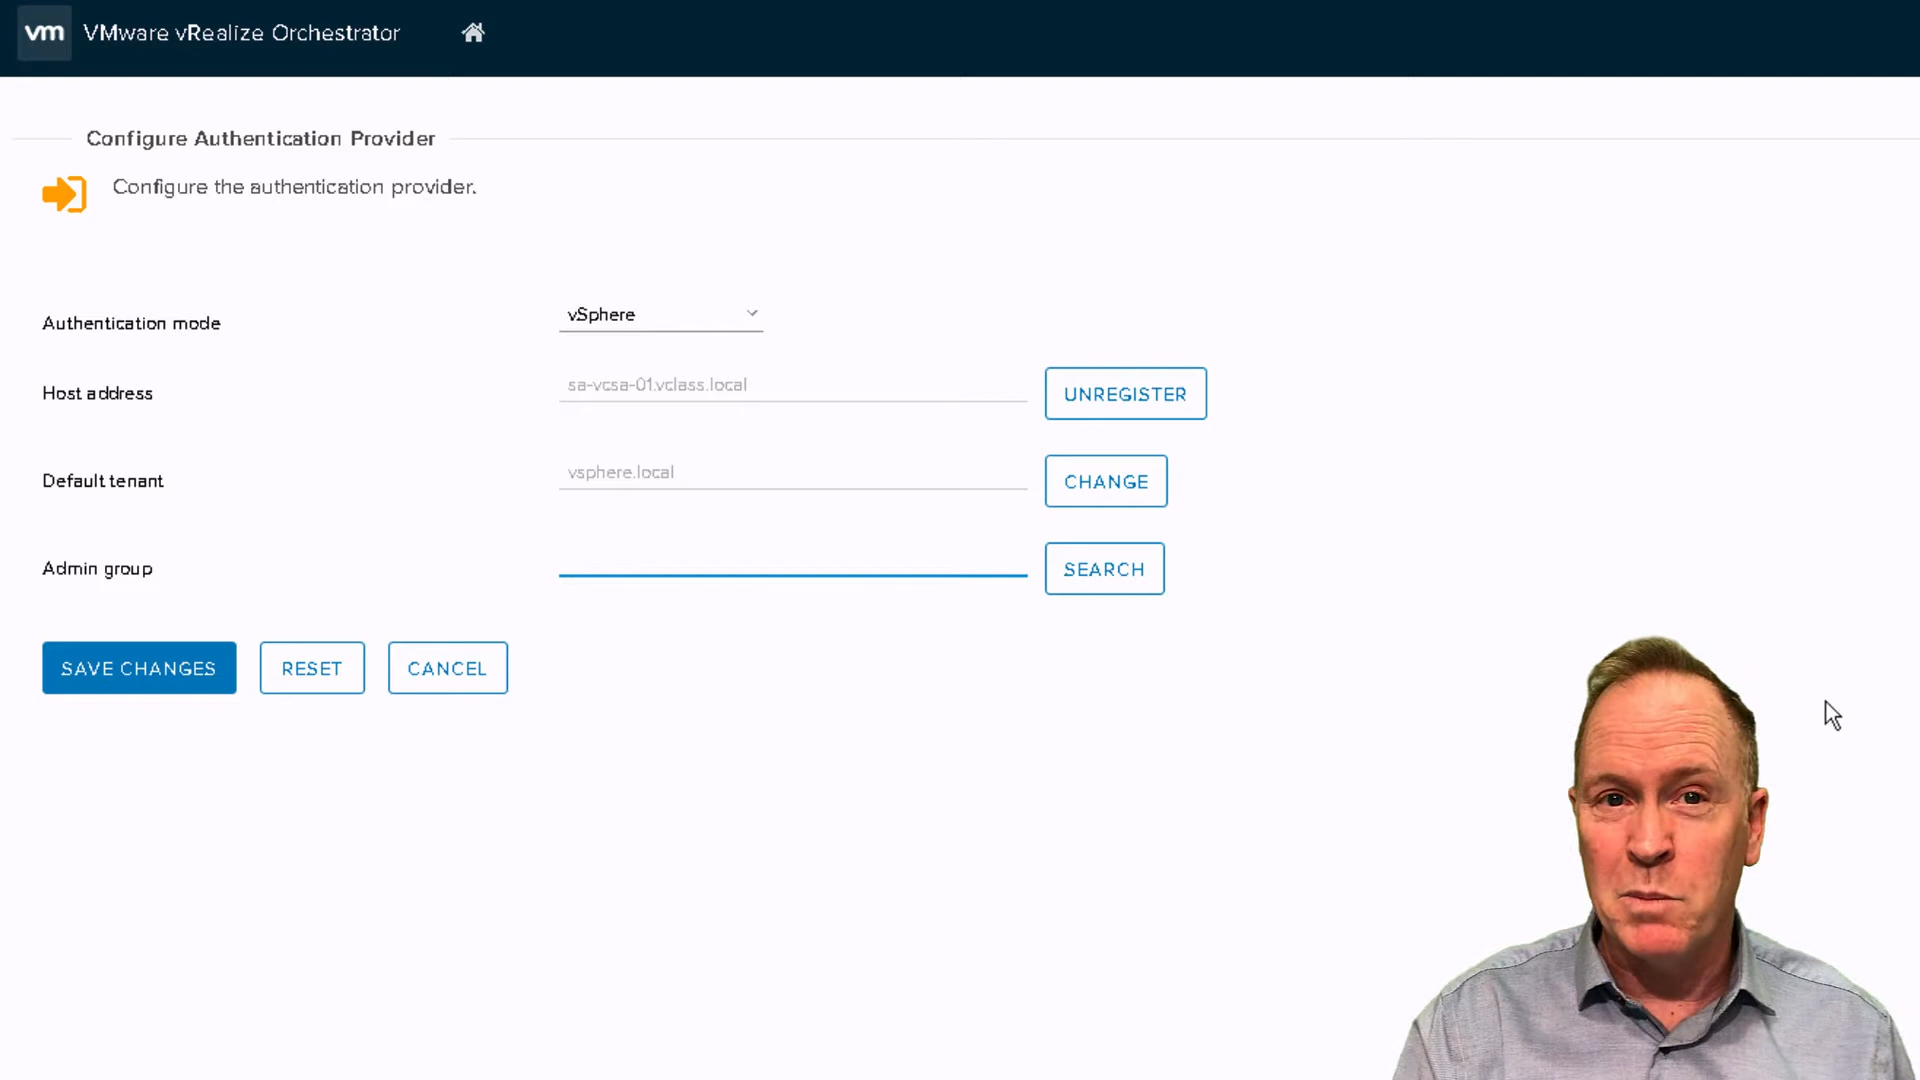 vm VMware vRealize Orchestrator
Configure Authentication Provider
Configure the authentication provider.
Authentication mode vSphere
Host address sa-vcsa-01.vclass.local UNREGISTER
Default tenant vsphere.local CHANGE
Admin group SEARCH
SAVE CHANGES RESET CANCEL